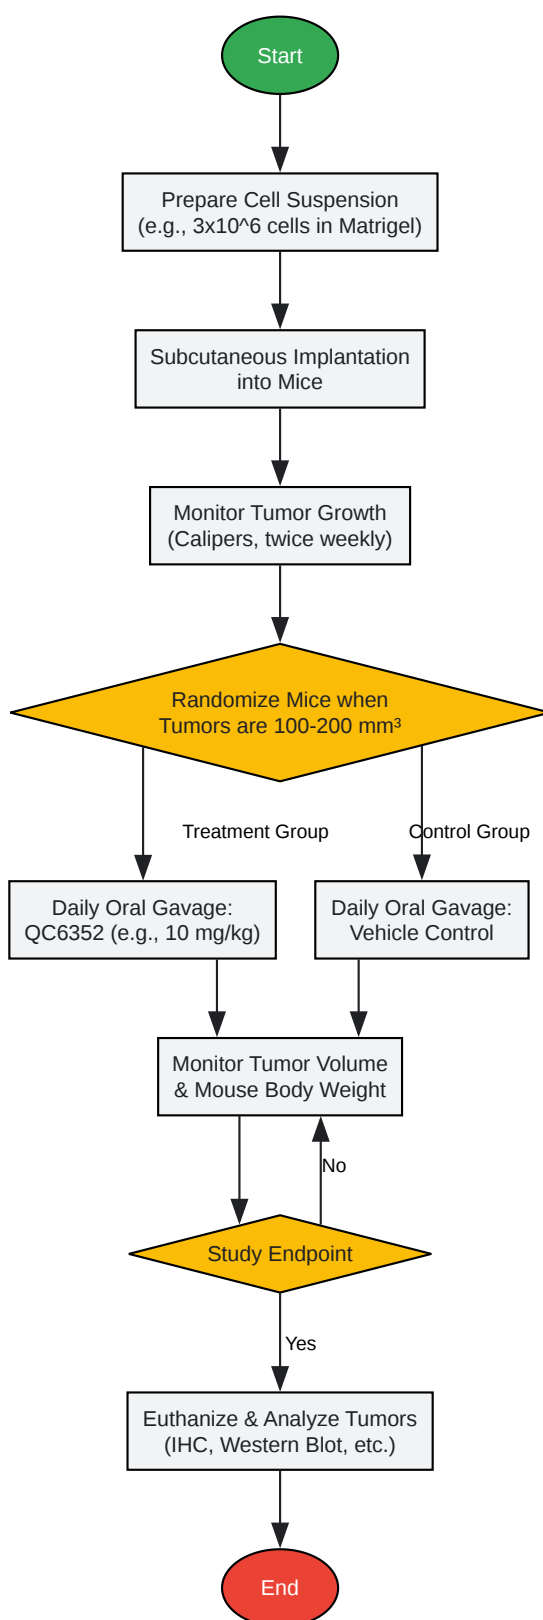 Start
Prepare Cell Suspension
(e.g., 3x10^6 cells in Matrigel)
Subcutaneous Implantation
into Mice
Monitor Tumor Growth
(Calipers, twice weekly)
Randomize Mice when
Tumors are 100-200 mm³
Treatment Group
Control Group
Daily Oral Gavage:
QC6352 (e.g., 10 mg/kg)
Daily Oral Gavage:
Vehicle Control
Monitor Tumor Volume
& Mouse Body Weight
No
Study Endpoint
Yes
Euthanize & Analyze Tumors
(IHC, Western Blot, etc.)
End